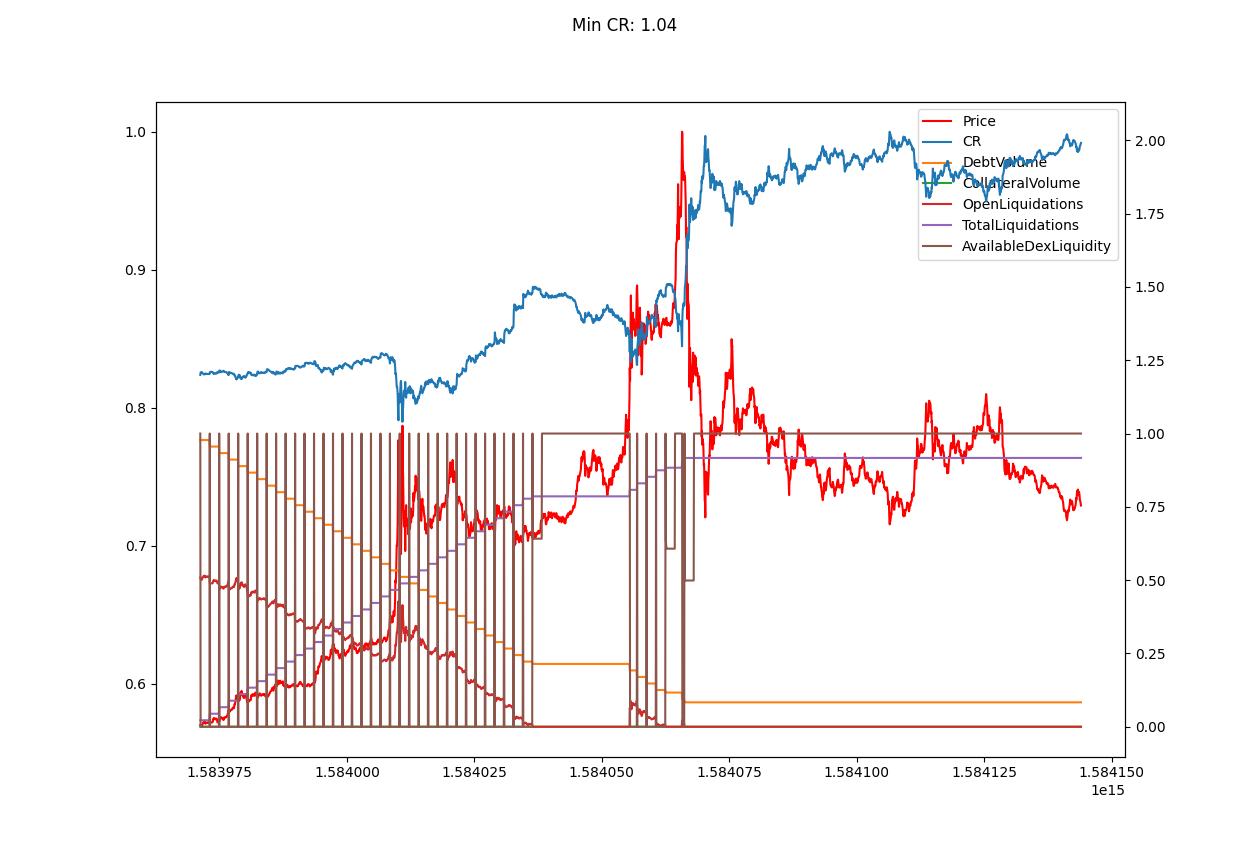 Min CR: 1.04
1.0
0.9
0.8
0.7
0.6
2.00
1.75
1.50
1.25
1.00
0.75
0.50
0.25
0.00
Price
CR
DebtVolume
CollateralVolume
OpenLiquidations
TotalLiquidations
AvailableDexLiquidity
1.583975 1.584000 1.584025 1.584050 1.584075 1.584100 1.584125 1.584150
1e15